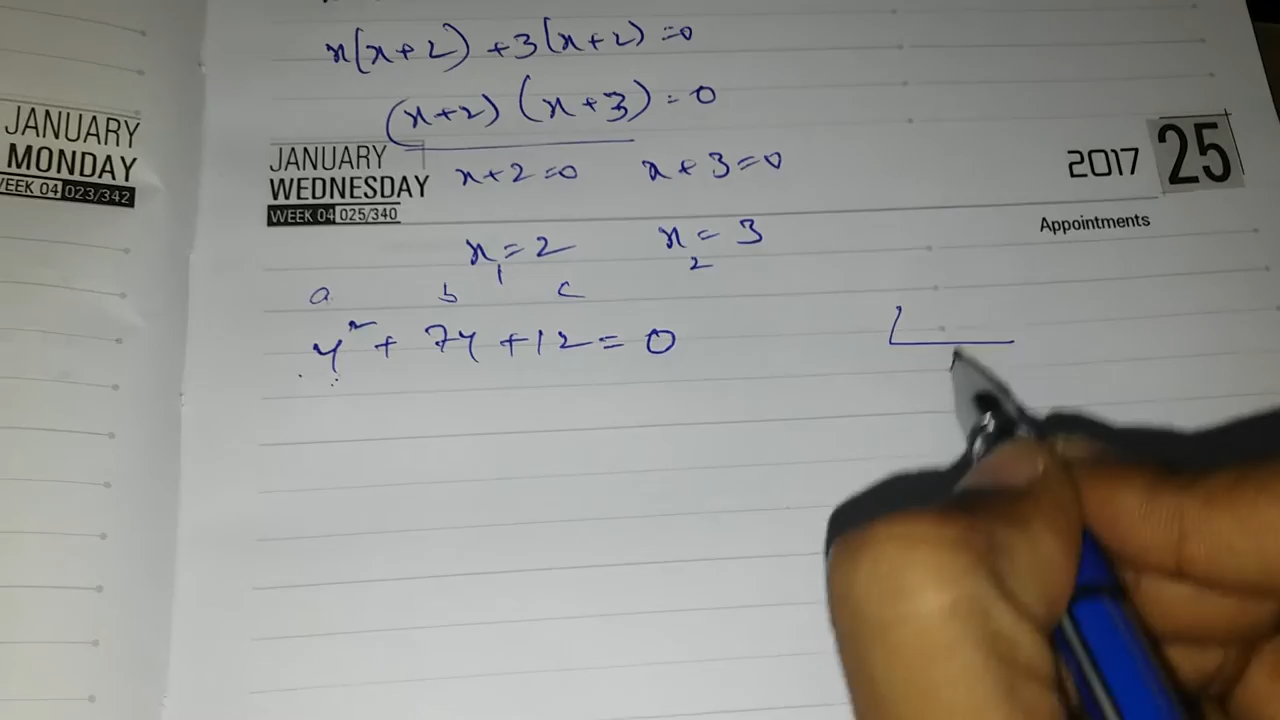 x(x+2) +3(x+2) =0
(x+2) (x+3) = 0
JANUARY
MONDAY
WEEK 04 023/342
JANUARY
WEDNESDAY
WEEK 04 025/340
x+2=0 x+3=0
2017 25
Appointments
x₁=2 x₂=3
a b c
y²+ 7y +12= 0